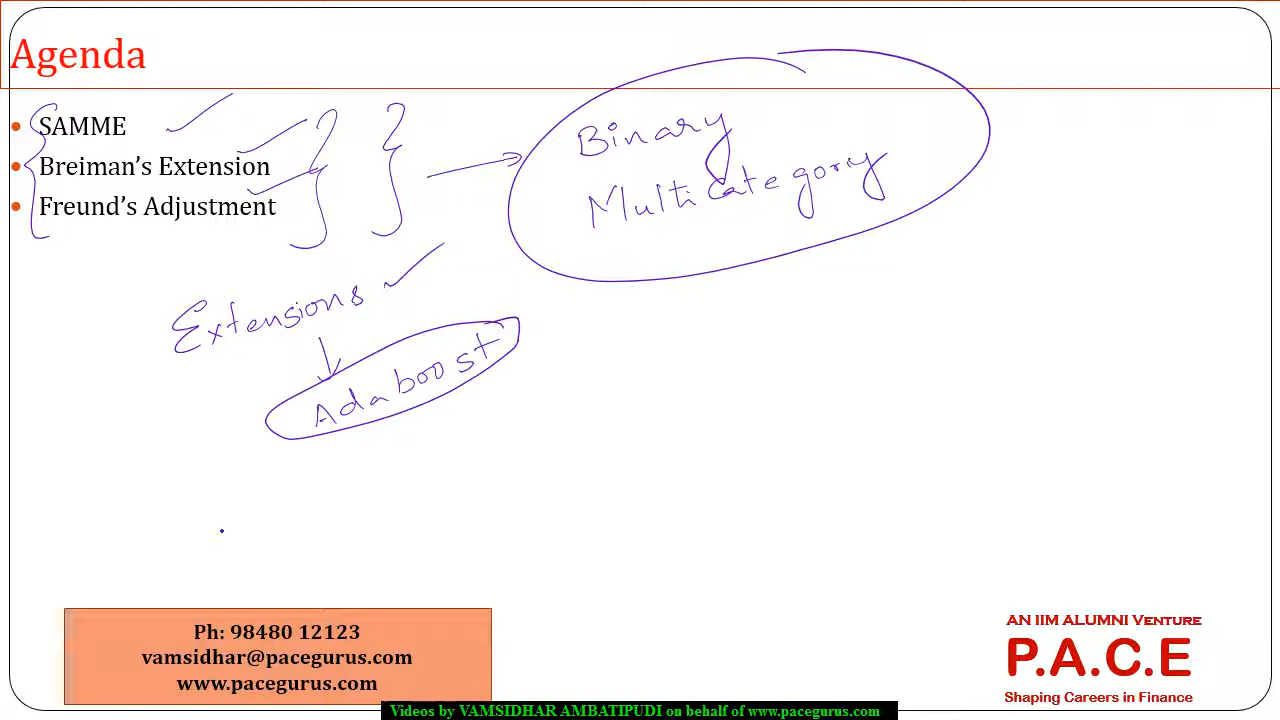 Agenda
• SAMME
• Breiman's Extension
• Freund's Adjustment
Binary
Multicategory
Extensions
Adaboost
Ph: 98480 12123
vamsidhar@pacegurus.com
www.pacegurus.com
AN IIM ALUMNI VENTURE
P.A.C.E
Shaping Careers in Finance
Videos by VAMSIDHAR AMBATIPUDI on behalf of www.pacegurus.com